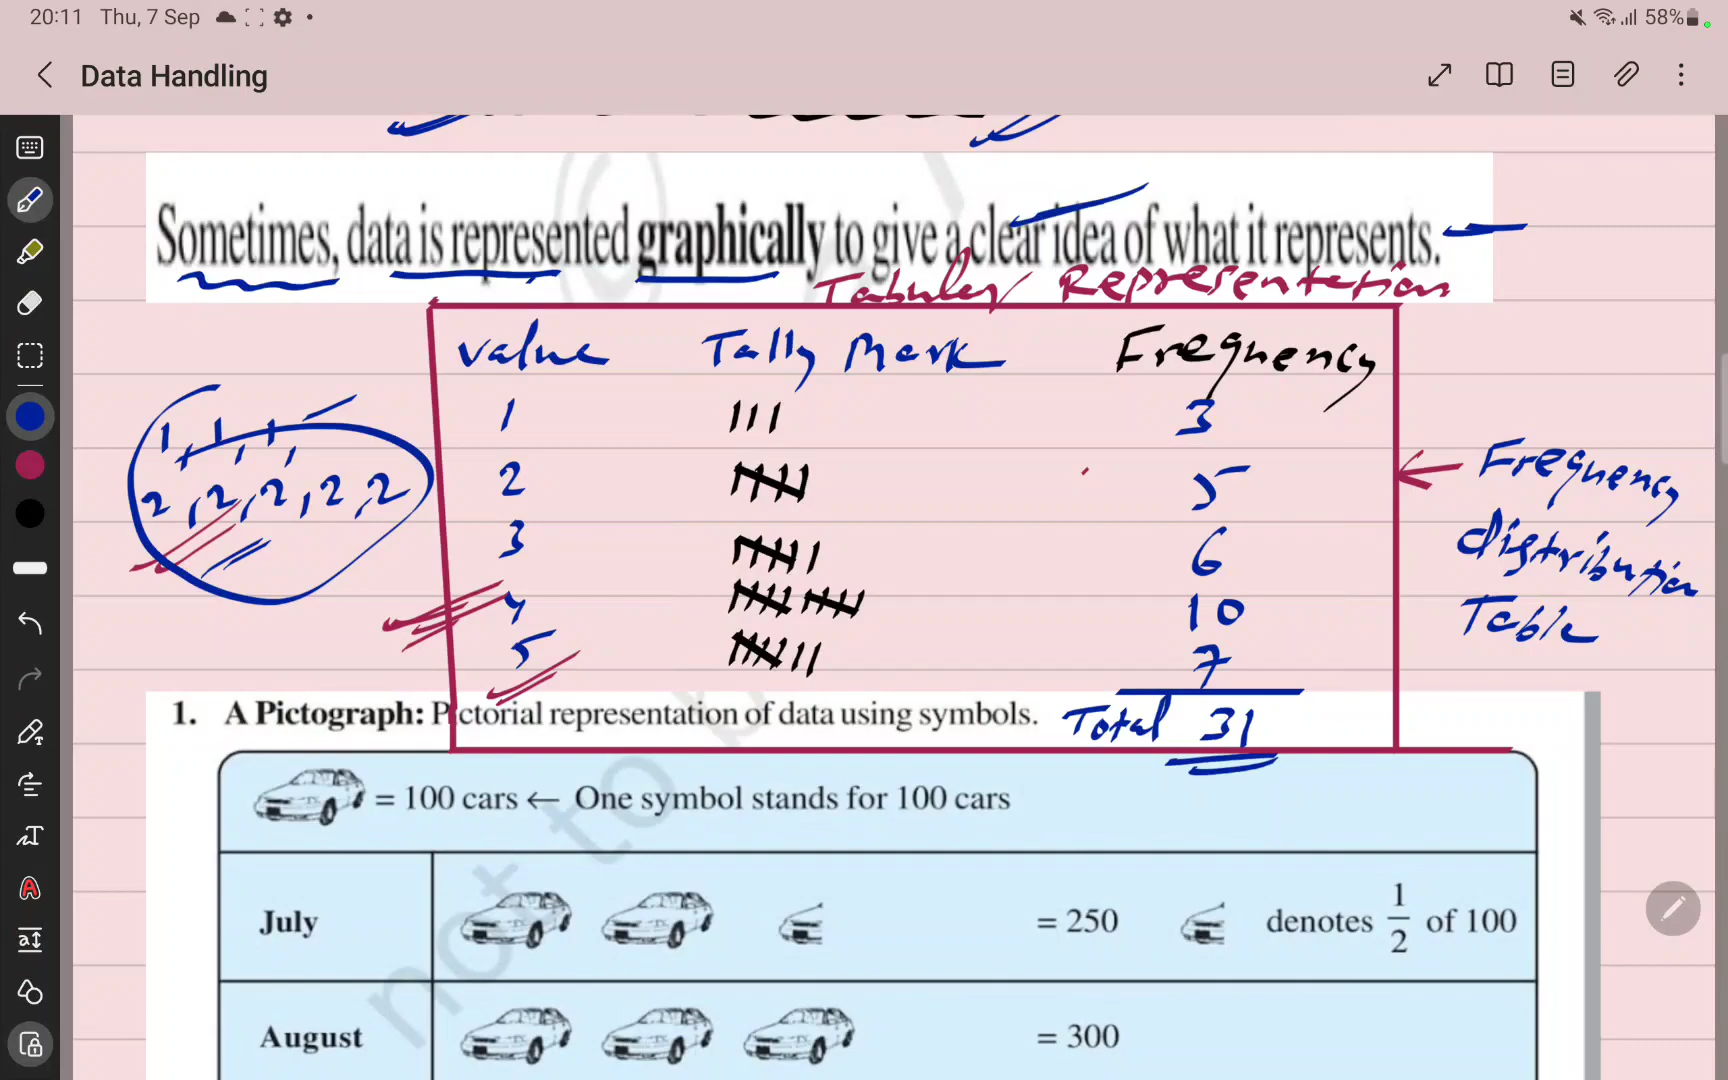 20:11 Thu, 7 Sep 58%
Data Handling
Sometimes, data is represented graphically to give a clear idea of what it represents.
Tabular Representation
Value Tally Mark Frequency
1 ||| 3
2 5
3 6
4 10
5 7
Total 31
1, 1, 1,
2, 2, 2, 2, 2
Frequency
distribution
Table
1. A Pictograph: Pictorial representation of data using symbols.
= 100 cars ← One symbol stands for 100 cars
July = 250 denotes 1/2 of 100
August = 300
not to b